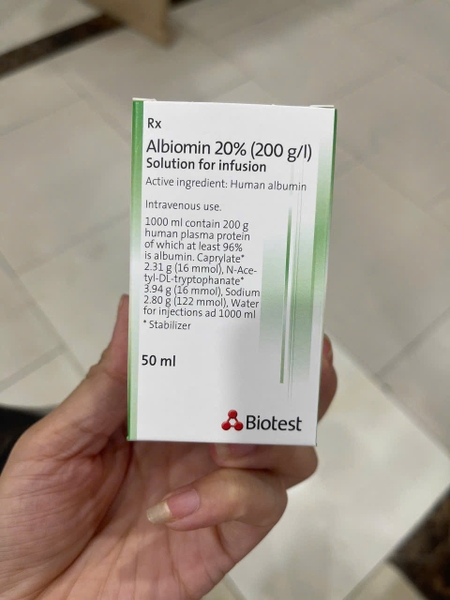 Rx
Albiomin 20% (200 g/l)
Solution for infusion
Active ingredient: Human albumin
Intravenous use.
1000 ml contain 200 g
human plasma protein
of which at least 96%
is albumin. Caprylate*
2.31 g (16 mmol), N-Ace-
tyl-DL-tryptophanate*
3.94 g (16 mmol), Sodium
2.80 g (122 mmol), Water
for injections ad 1000 ml
* Stabilizer
50 ml
Biotest